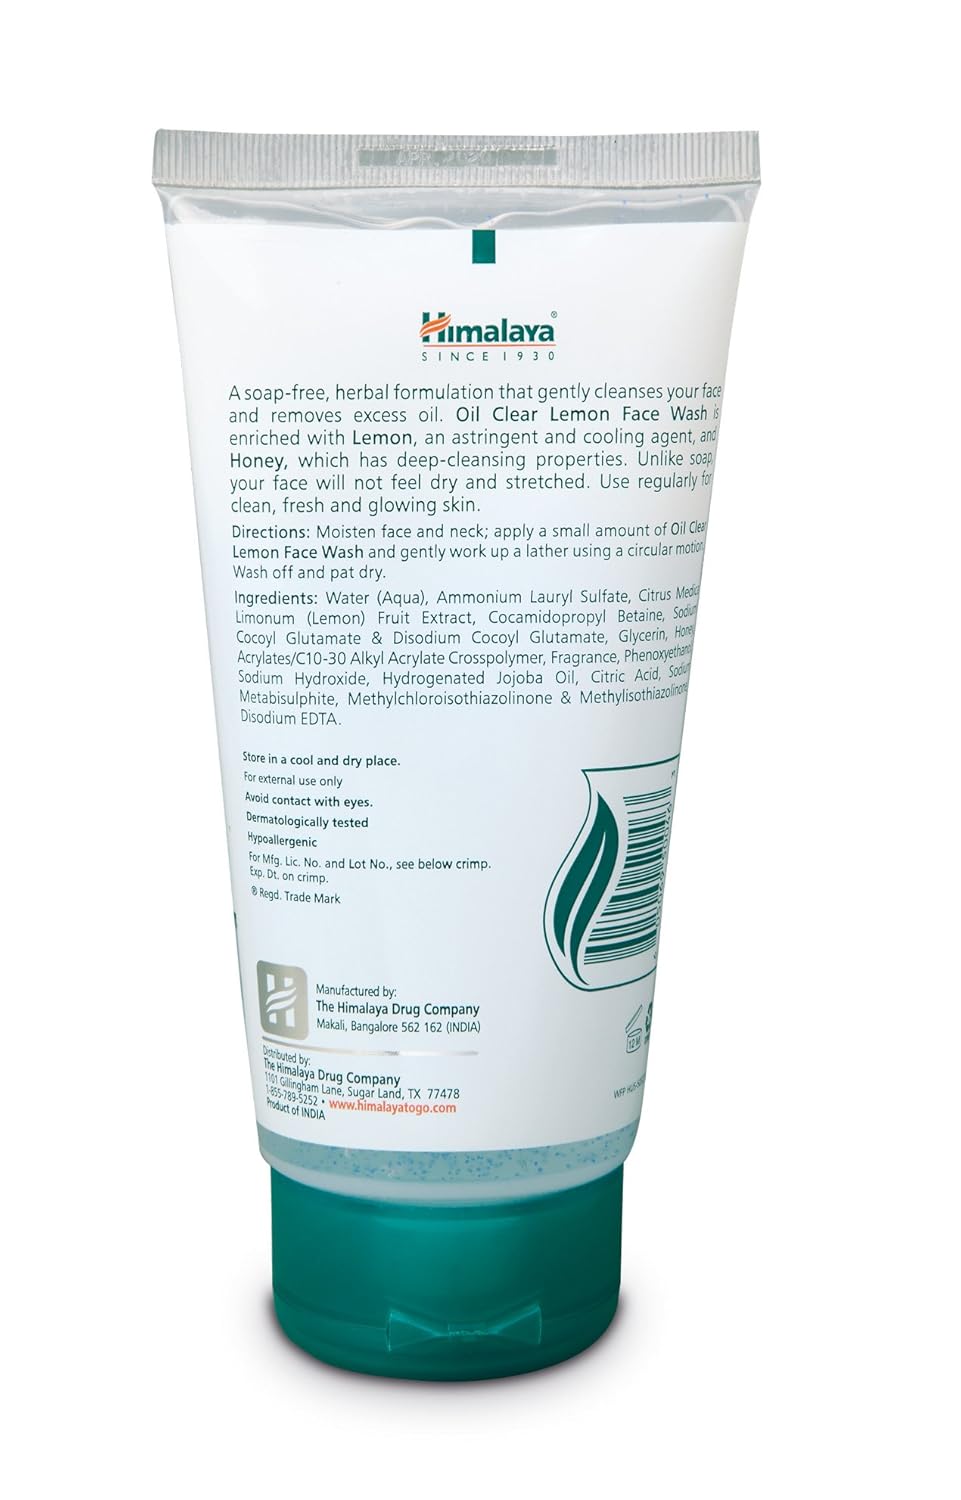 Himalaya®
SINCE 1930
A soap-free, herbal formulation that gently cleanses your face
and removes excess oil. Oil Clear Lemon Face Wash is
enriched with Lemon, an astringent and cooling agent, and
Honey, which has deep-cleansing properties. Unlike soap,
your face will not feel dry and stretched. Use regularly for
clean, fresh and glowing skin.
Directions: Moisten face and neck; apply a small amount of Oil Clear
Lemon Face Wash and gently work up a lather using a circular motion,
Wash off and pat dry.
Ingredients: Water (Aqua), Ammonium Lauryl Sulfate, Citrus Medica
Limonum (Lemon) Fruit Extract, Cocamidopropyl Betaine, Sodium
Cocoyl Glutamate & Disodium Cocoyl Glutamate, Glycerin, Honey
Acrylates/C10-30 Alkyl Acrylate Crosspolymer, Fragrance, Phenoxyethanol
Sodium Hydroxide, Hydrogenated Jojoba Oil, Citric Acid, Sodium
Metabisulphite, Methylchloroisothiazolinone & Methylisothiazolinone
Disodium EDTA.
Store in a cool and dry place.
For external use only
Avoid contact with eyes.
Dermatologically tested
Hypoallergenic
For Mfg. Lic. No. and Lot No., see below crimp.
Exp. Dt. on crimp.
® Regd. Trade Mark
H
Manufactured by:
The Himalaya Drug Company
Makali, Bangalore 562 162 (INDIA)
Distributed by:
The Himalaya Drug Company
1101 Gillingham Lane, Sugar Land, TX 77478
1-855-789-5252 • www.himalayatogo.com
Product of INDIA
12 M